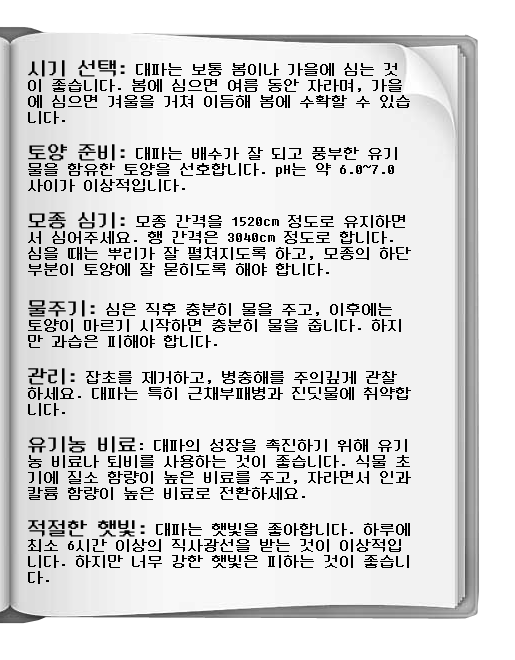 시기 선택: 대파는 보통 봄이나 가을에 심는 것
이 좋습니다. 봄에 심으면 여름 동안 자라며, 가을
에 심으면 겨울을 거쳐 이듬해 봄에 수확할 수 있습
니다.
토양 준비: 대파는 배수가 잘 되고 풍부한 유기
물을 함유한 토양을 선호합니다. pH는 약 6.0~7.0
사이가 이상적입니다.
모종 심기: 모종 간격을 1520cm 정도로 유지하면
서 심어주세요. 행 간격은 3040cm 정도로 합니다.
심을 때는 뿌리가 잘 펼쳐지도록 하고, 모종의 하단
부분이 토양에 잘 묻히도록 해야 합니다.
물주기: 심은 직후 충분히 물을 주고, 이후에는
토양이 마르기 시작하면 충분히 물을 줍니다. 하지
만 과습은 피해야 합니다.
관리: 잡초를 제거하고, 병충해를 주의깊게 관찰
하세요. 대파는 특히 근채부패병과 진딧물에 취약합
니다.
유기농 비료: 대파의 성장을 촉진하기 위해 유기
농 비료나 퇴비를 사용하는 것이 좋습니다. 식물 초
기에 질소 함량이 높은 비료를 주고, 자라면서 인과
칼륨 함량이 높은 비료로 전환하세요.
적절한 햇빛: 대파는 햇빛을 좋아합니다. 하루에
최소 6시간 이상의 직사광선을 받는 것이 이상적입
니다. 하지만 너무 강한 햇빛은 피하는 것이 좋습니
다.